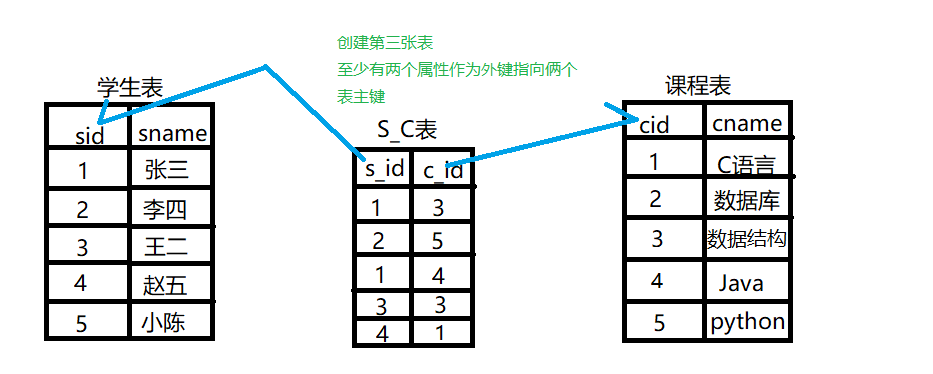 创建第三张表
至少有两个属性作为外键指向俩个
表主键
学生表
sid sname
1 张三
2 李四
3 王二
4 赵五
5 小陈
S_C表
s_id c_id
1 3
2 5
1 4
3 3
4 1
课程表
cid cname
1 C语言
2 数据库
3 数据结构
4 Java
5 python